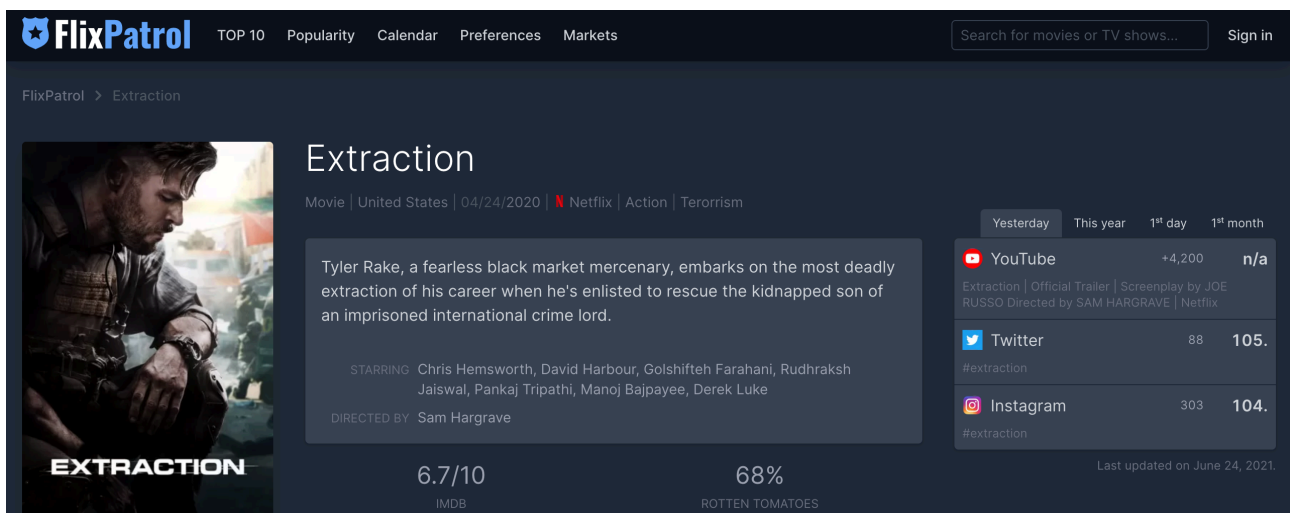 FlixPatrol TOP 10 Popularity Calendar Preferences Markets Search for movies or TV shows... Sign in
FlixPatrol > Extraction
Extraction
Movie | United States | 04/24/2020 | N Netflix | Action | Terorrism
Yesterday This year 1st day 1st month
Tyler Rake, a fearless black market mercenary, embarks on the most deadly
extraction of his career when he's enlisted to rescue the kidnapped son of
an imprisoned international crime lord.
STARRING Chris Hemsworth, David Harbour, Golshifteh Farahani, Rudhraksh
Jaiswal, Pankaj Tripathi, Manoj Bajpayee, Derek Luke
DIRECTED BY Sam Hargrave
YouTube +4,200 n/a
Extraction | Official Trailer | Screenplay by JOE
RUSSO Directed by SAM HARGRAVE | Netflix
Twitter 88 105.
#extraction
Instagram 303 104.
#extraction
Last updated on June 24, 2021.
EXTRACTION
6.7/10 68%
IMDB ROTTEN TOMATOES